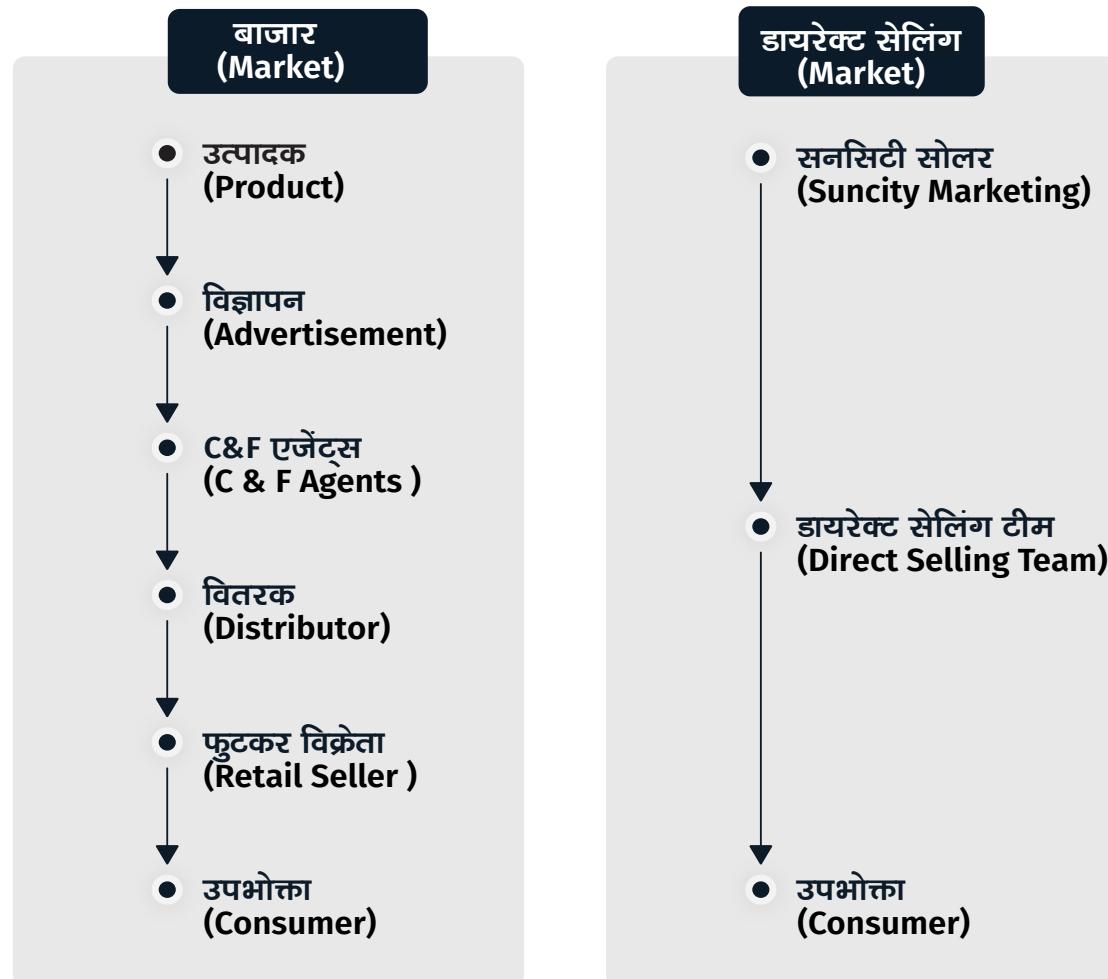 बाजार
(Market)
उत्पादक
(Product)
विज्ञापन
(Advertisement)
C&F एजेंट्स
(C & F Agents )
वितरक
(Distributor)
फुटकर विक्रेता
(Retail Seller )
उपभोक्ता
(Consumer)
डायरेक्ट सेलिंग
(Market)
सनसिटी सोलर
(Suncity Marketing)
डायरेक्ट सेलिंग टीम
(Direct Selling Team)
उपभोक्ता
(Consumer)